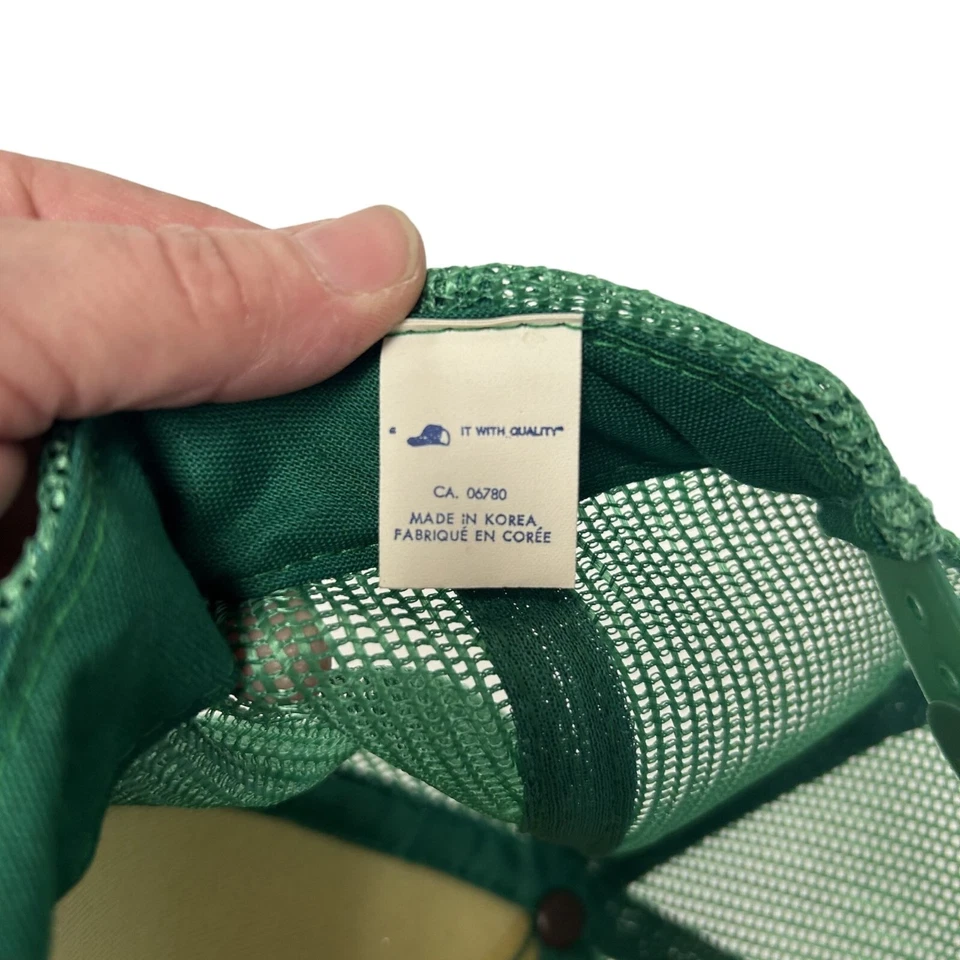 " IT WITH QUALITY"
CA. 06780
MADE IN KOREA
FABRIQUÉ EN CORÉE